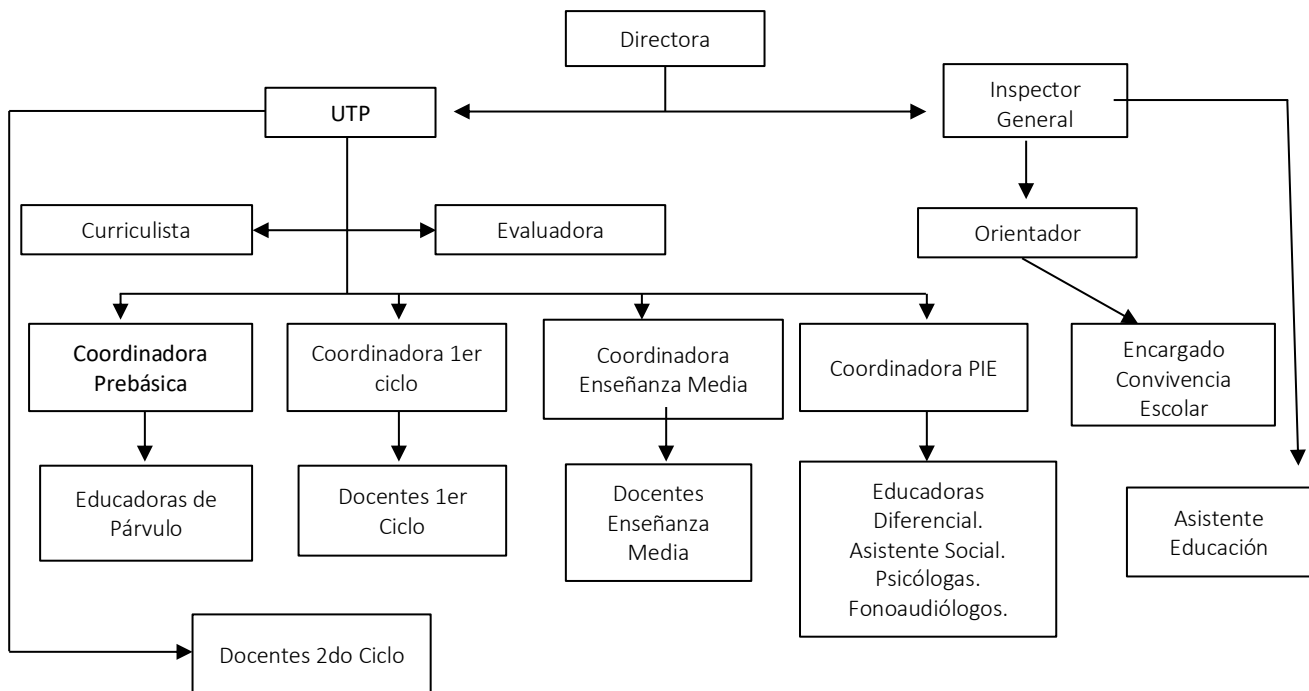 Directora
UTP
Inspector
General
Curriculista
Evaluadora
Orientador
Coordinadora
Prebásica
Coordinadora 1er
ciclo
Coordinadora
Enseñanza Media
Coordinadora PIE
Encargado
Convivencia
Escolar
Educadoras de
Párvulo
Docentes 1er
Ciclo
Docentes
Enseñanza
Media
Educadoras
Diferencial.
Asistente Social.
Psicólogas.
Fonoaudiólogos.
Asistente
Educación
Docentes 2do Ciclo